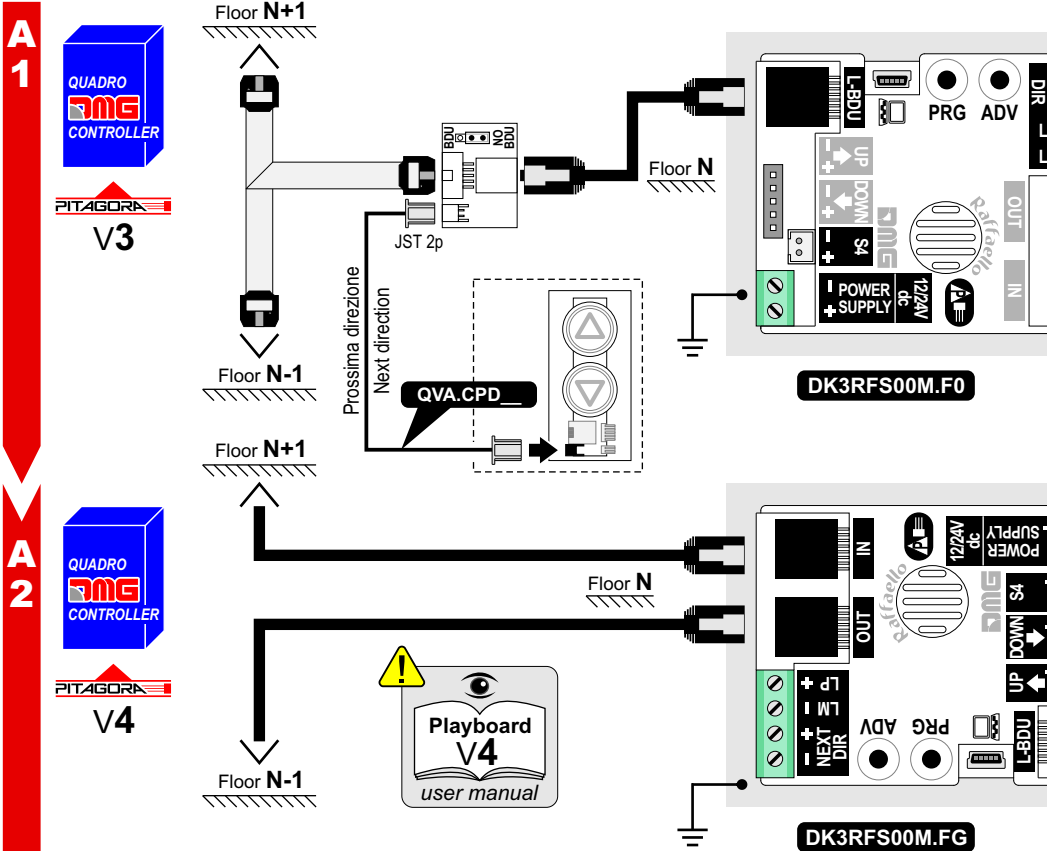 A
1
QUADRO
DMG
CONTROLLER
PITAGORA
V3
Floor N+1
Floor N-1
BDU
NO
BDU
JST 2p
Prossima direzione
Next direction
QVA.CPD__
Floor N
L-BDU
PRG
ADV
DIR
UP
DOWN
S4
DMG
Raffaello
OUT
IN
POWER
SUPPLY
12/24V
dc
DK3RFS00M.F0
A
2
QUADRO
DMG
CONTROLLER
PITAGORA
V4
Floor N+1
Floor N
Floor N-1
!
Playboard
V4
user manual
IN
OUT
12/24V
dc
POWER
SUPPLY
Raffaello
DMG
S4
DOWN
UP
LP
LM
NEXT
DIR
ADV
PRG
L-BDU
DK3RFS00M.FG